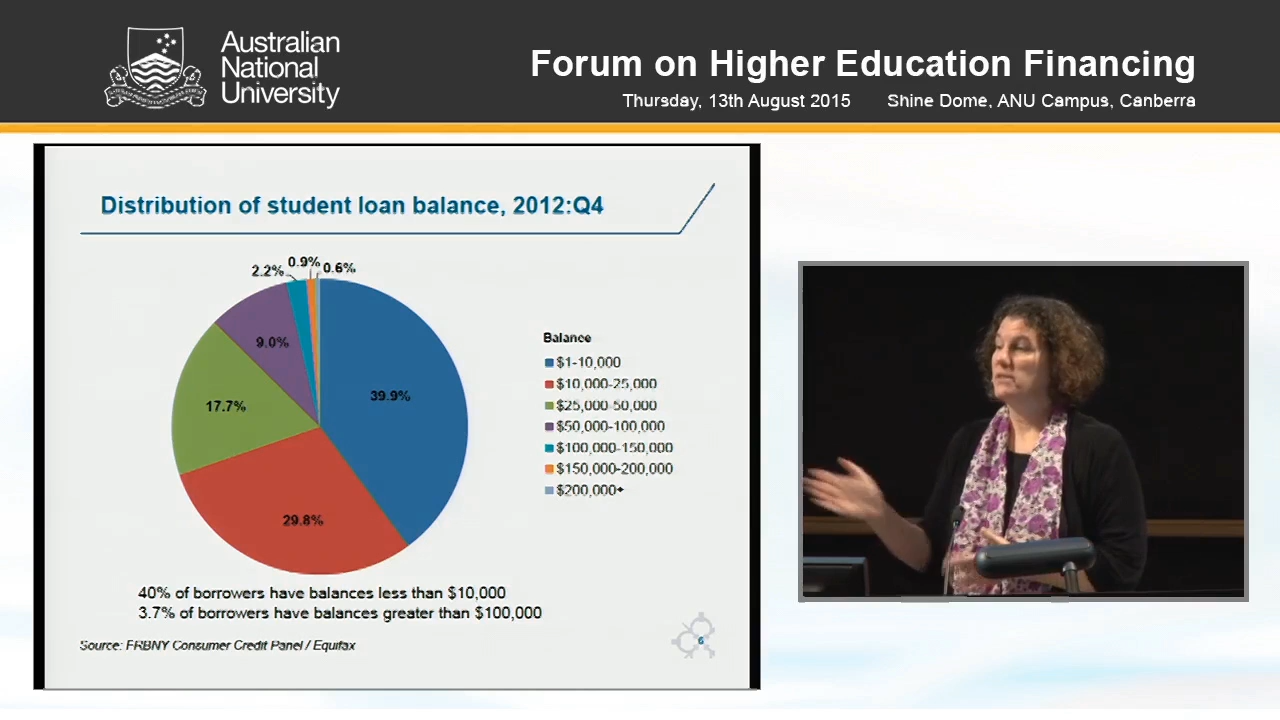 Australian
National
University
Forum on Higher Education Financing
Thursday, 13th August 2015 Shine Dome, ANU Campus, Canberra
Distribution of student loan balance, 2012:Q4
2.2%
0.9%
0.6%
9.0%
39.9%
17.7%
29.8%
Balance
$1-10,000
$10,000-25,000
$25,000-50,000
$50,000-100,000
$100,000-150,000
$150,000-200,000
$200,000+
40% of borrowers have balances less than $10,000
3.7% of borrowers have balances greater than $100,000
Source: FRBNY Consumer Credit Panel / Equifax
6